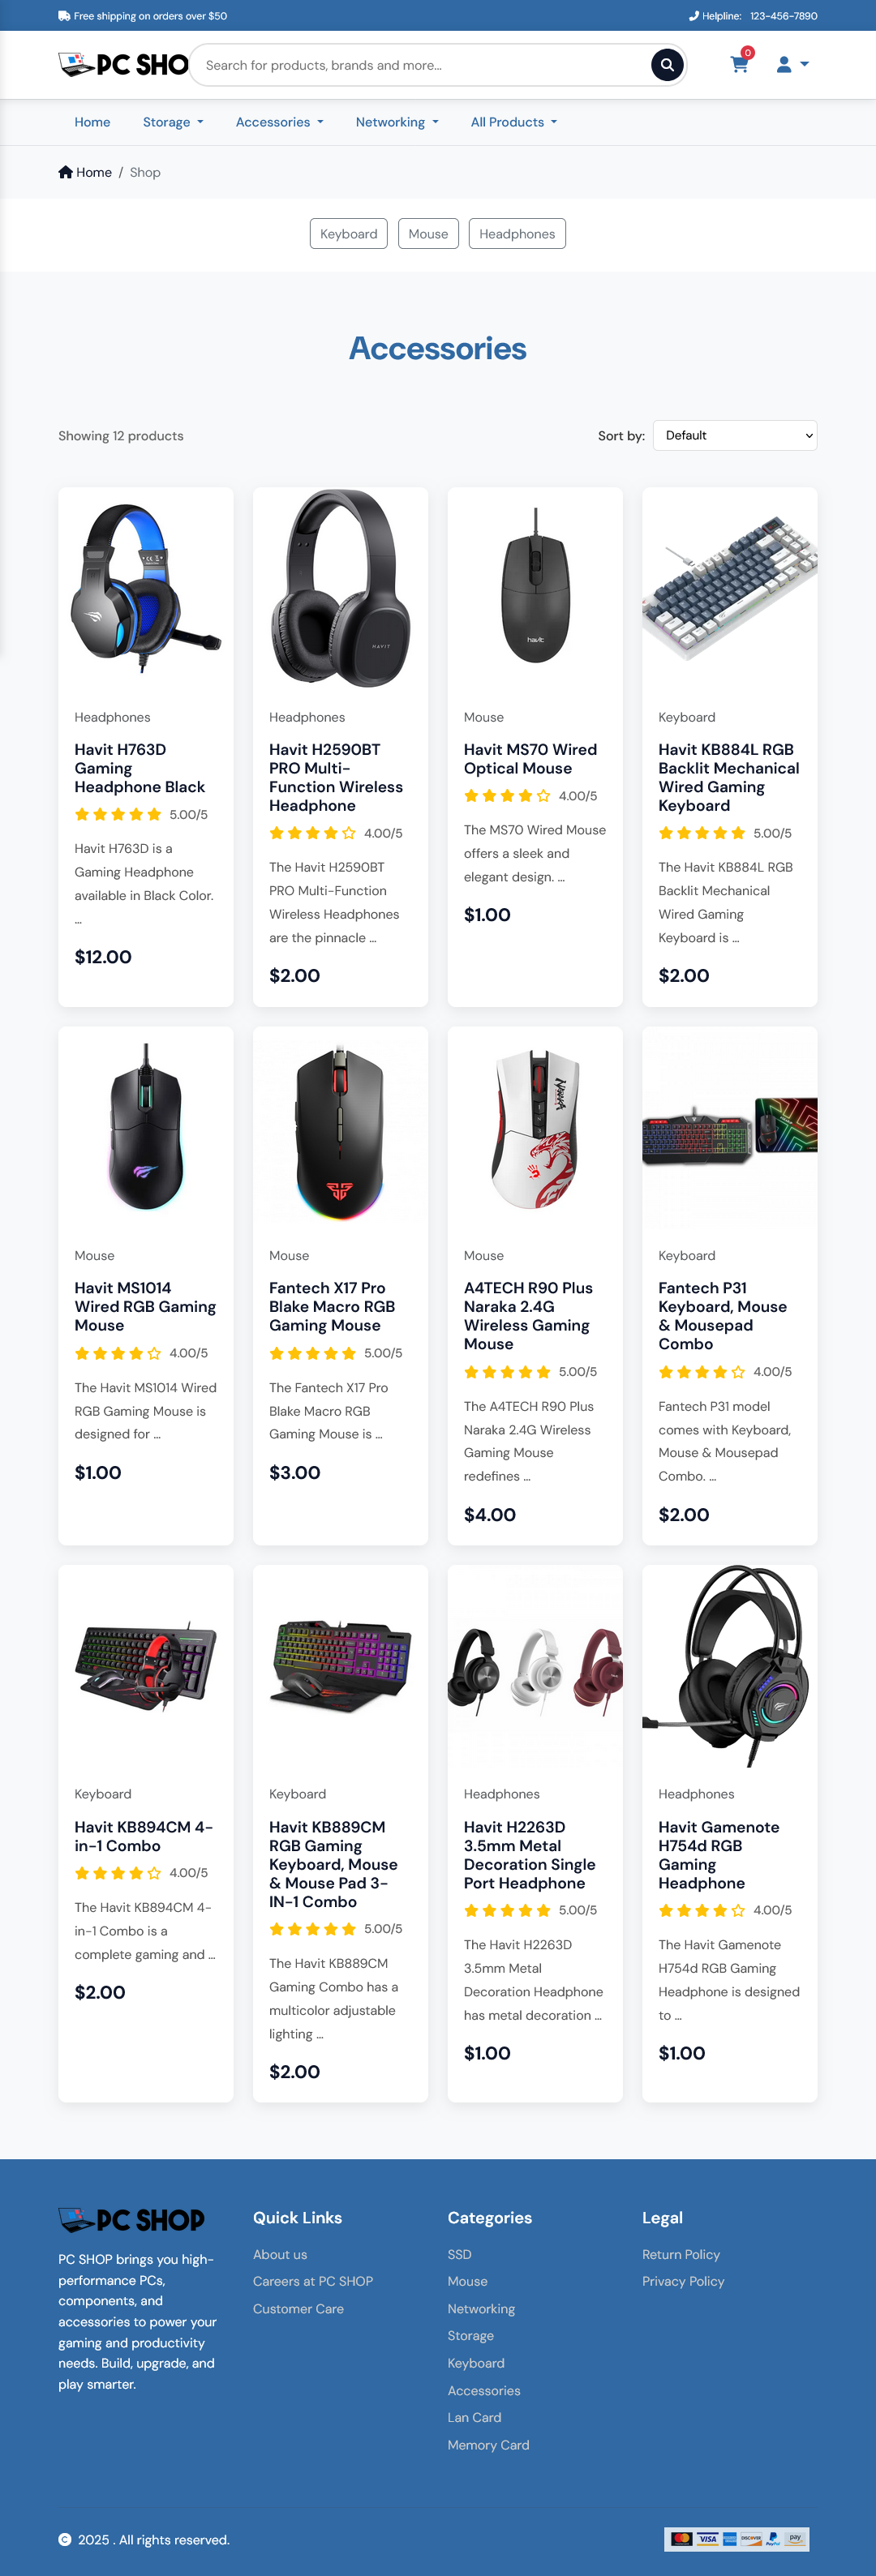 Free shipping on orders over $50
Helpline: 123-456-7890
PC SHO
Search for products, brands and more...
0
Home
Storage
Accessories
Networking
All Products
Home / Shop
Keyboard
Mouse
Headphones
Accessories
Showing 12 products
Sort by:
Default
HAVIT
havit
Headphones
Havit H763D
Gaming
Headphone Black
5.00/5
Havit H763D is a
Gaming Headphone
available in Black Color.
...
$12.00
Headphones
Havit H2590BT
PRO Multi-
Function Wireless
Headphone
4.00/5
The Havit H2590BT
PRO Multi-Function
Wireless Headphones
are the pinnacle ...
$2.00
Mouse
Havit MS70 Wired
Optical Mouse
4.00/5
The MS70 Wired Mouse
offers a sleek and
elegant design. ...
$1.00
Keyboard
Havit KB884L RGB
Backlit Mechanical
Wired Gaming
Keyboard
5.00/5
The Havit KB884L RGB
Backlit Mechanical
Wired Gaming
Keyboard is ...
$2.00
Mouse
Havit MS1014
Wired RGB Gaming
Mouse
4.00/5
The Havit MS1014 Wired
RGB Gaming Mouse is
designed for ...
$1.00
Mouse
Fantech X17 Pro
Blake Macro RGB
Gaming Mouse
5.00/5
The Fantech X17 Pro
Blake Macro RGB
Gaming Mouse is ...
$3.00
Mouse
A4TECH R90 Plus
Naraka 2.4G
Wireless Gaming
Mouse
5.00/5
The A4TECH R90 Plus
Naraka 2.4G Wireless
Gaming Mouse
redefines ...
$4.00
Keyboard
Fantech P31
Keyboard, Mouse
& Mousepad
Combo
4.00/5
Fantech P31 model
comes with Keyboard,
Mouse & Mousepad
Combo. ...
$2.00
Keyboard
Havit KB894CM 4-
in-1 Combo
4.00/5
The Havit KB894CM 4-
in-1 Combo is a
complete gaming and ...
$2.00
Keyboard
Havit KB889CM
RGB Gaming
Keyboard, Mouse
& Mouse Pad 3-
IN-1 Combo
5.00/5
The Havit KB889CM
Gaming Combo has a
multicolor adjustable
lighting ...
$2.00
Headphones
Havit H2263D
3.5mm Metal
Decoration Single
Port Headphone
5.00/5
The Havit H2263D
3.5mm Metal
Decoration Headphone
has metal decoration ...
$1.00
Headphones
Havit Gamenote
H754d RGB
Gaming
Headphone
4.00/5
The Havit Gamenote
H754d RGB Gaming
Headphone is designed
to ...
$1.00
PC SHOP
PC SHOP brings you high-
performance PCs,
components, and
accessories to power your
gaming and productivity
needs. Build, upgrade, and
play smarter.
Quick Links
About us
Careers at PC SHOP
Customer Care
Categories
SSD
Mouse
Networking
Storage
Keyboard
Accessories
Lan Card
Memory Card
Legal
Return Policy
Privacy Policy
© 2025 . All rights reserved.
VISA
DISCOVER
PayPal
pay